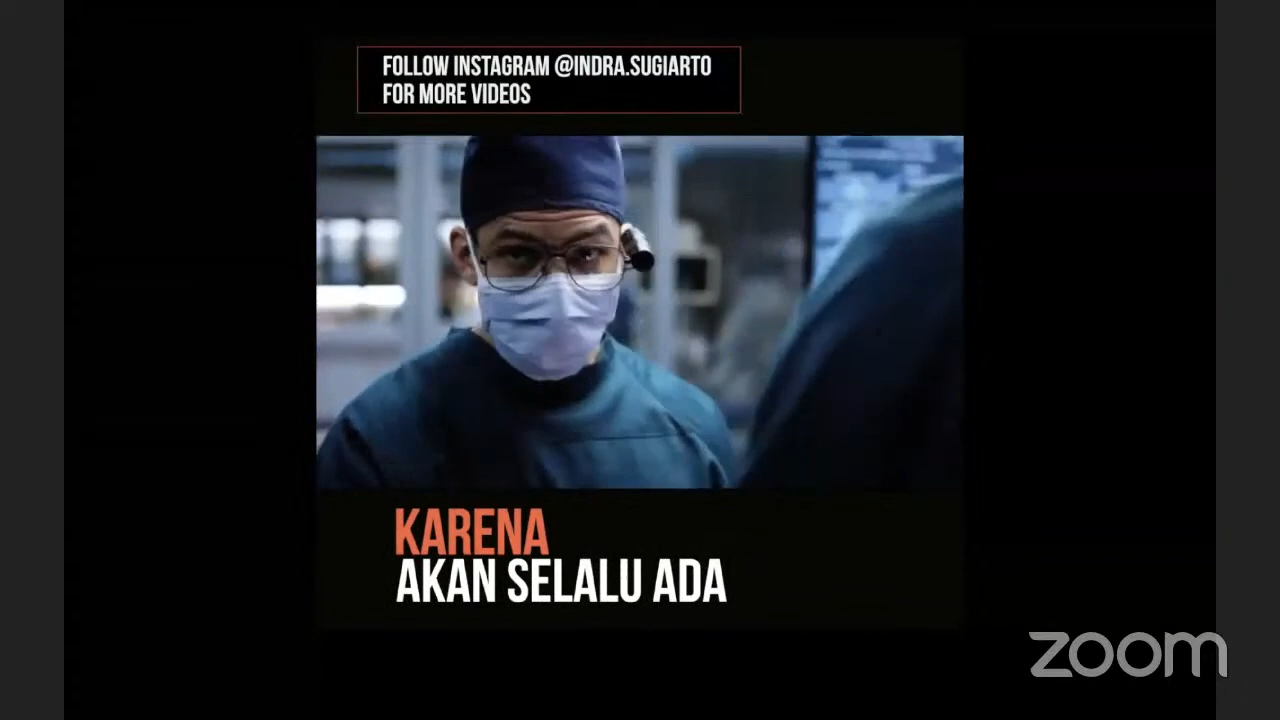 FOLLOW INSTAGRAM @INDRA.SUGIARTO
FOR MORE VIDEOS
KARENA
AKAN SELALU ADA
zoom